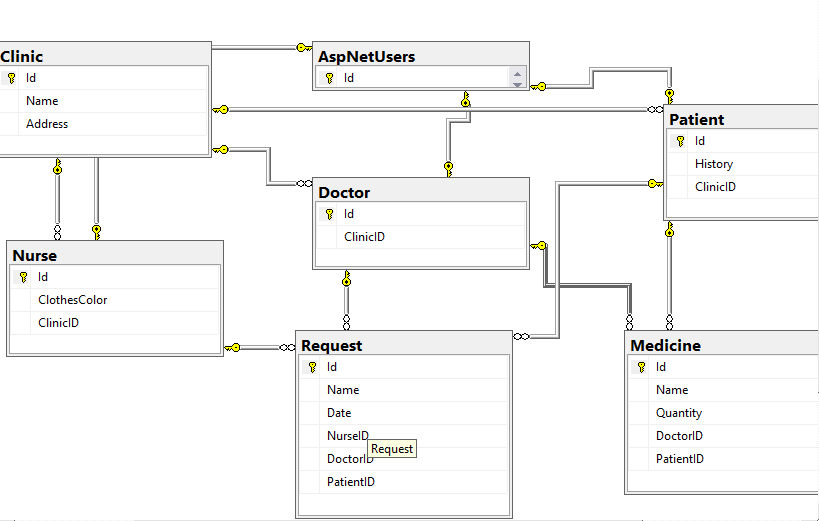 Clinic
Id
Name
Address
AspNetUsers
Id
Patient
Id
History
ClinicID
Doctor
Id
ClinicID
Nurse
Id
ClothesColor
ClinicID
Request
Id
Name
Date
NurseID
Request
DoctorID
PatientID
Medicine
Id
Name
Quantity
DoctorID
PatientID